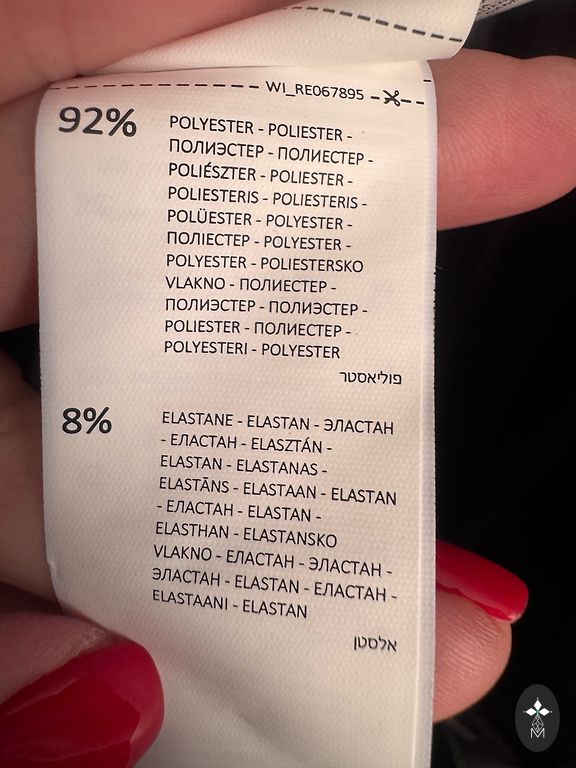 WI_RE067895
92%
POLYESTER - POLIESTER -
ПОЛИЭСТЕР - ПОЛИЕСТЕР -
POLIÉSZTER - POLIESTER -
POLIESTERIS - POLIESTERIS -
POLÜESTER - POLYESTER -
ПОЛІЕСТЕР - POLYESTER -
POLYESTER - POLIESTERSKO
VLAKNO - ПОЛИЕСТЕР -
ПОЛИЭСТЕР - ПОЛИЭСТЕР -
POLIESTER - ПОЛИЕСТЕР -
POLYESTERI - POLYESTER
פוליאסטר
8%
ELASTANE - ELASTAN - ЭЛАСТАН
- ЕЛАСТАН - ELASZTÁN -
ELASTAN - ELASTANAS -
ELASTĀNS - ELASTAAN - ELASTAN
- ЕЛАСТАН - ELASTAN -
ELASTHAN - ELASTANSKO
VLAKNO - ЕЛАСТАН - ЭЛАСТАН -
ЭЛАСТАН - ELASTAN - ЕЛАСТАН -
ELASTAANI - ELASTAN
אלסטן
M